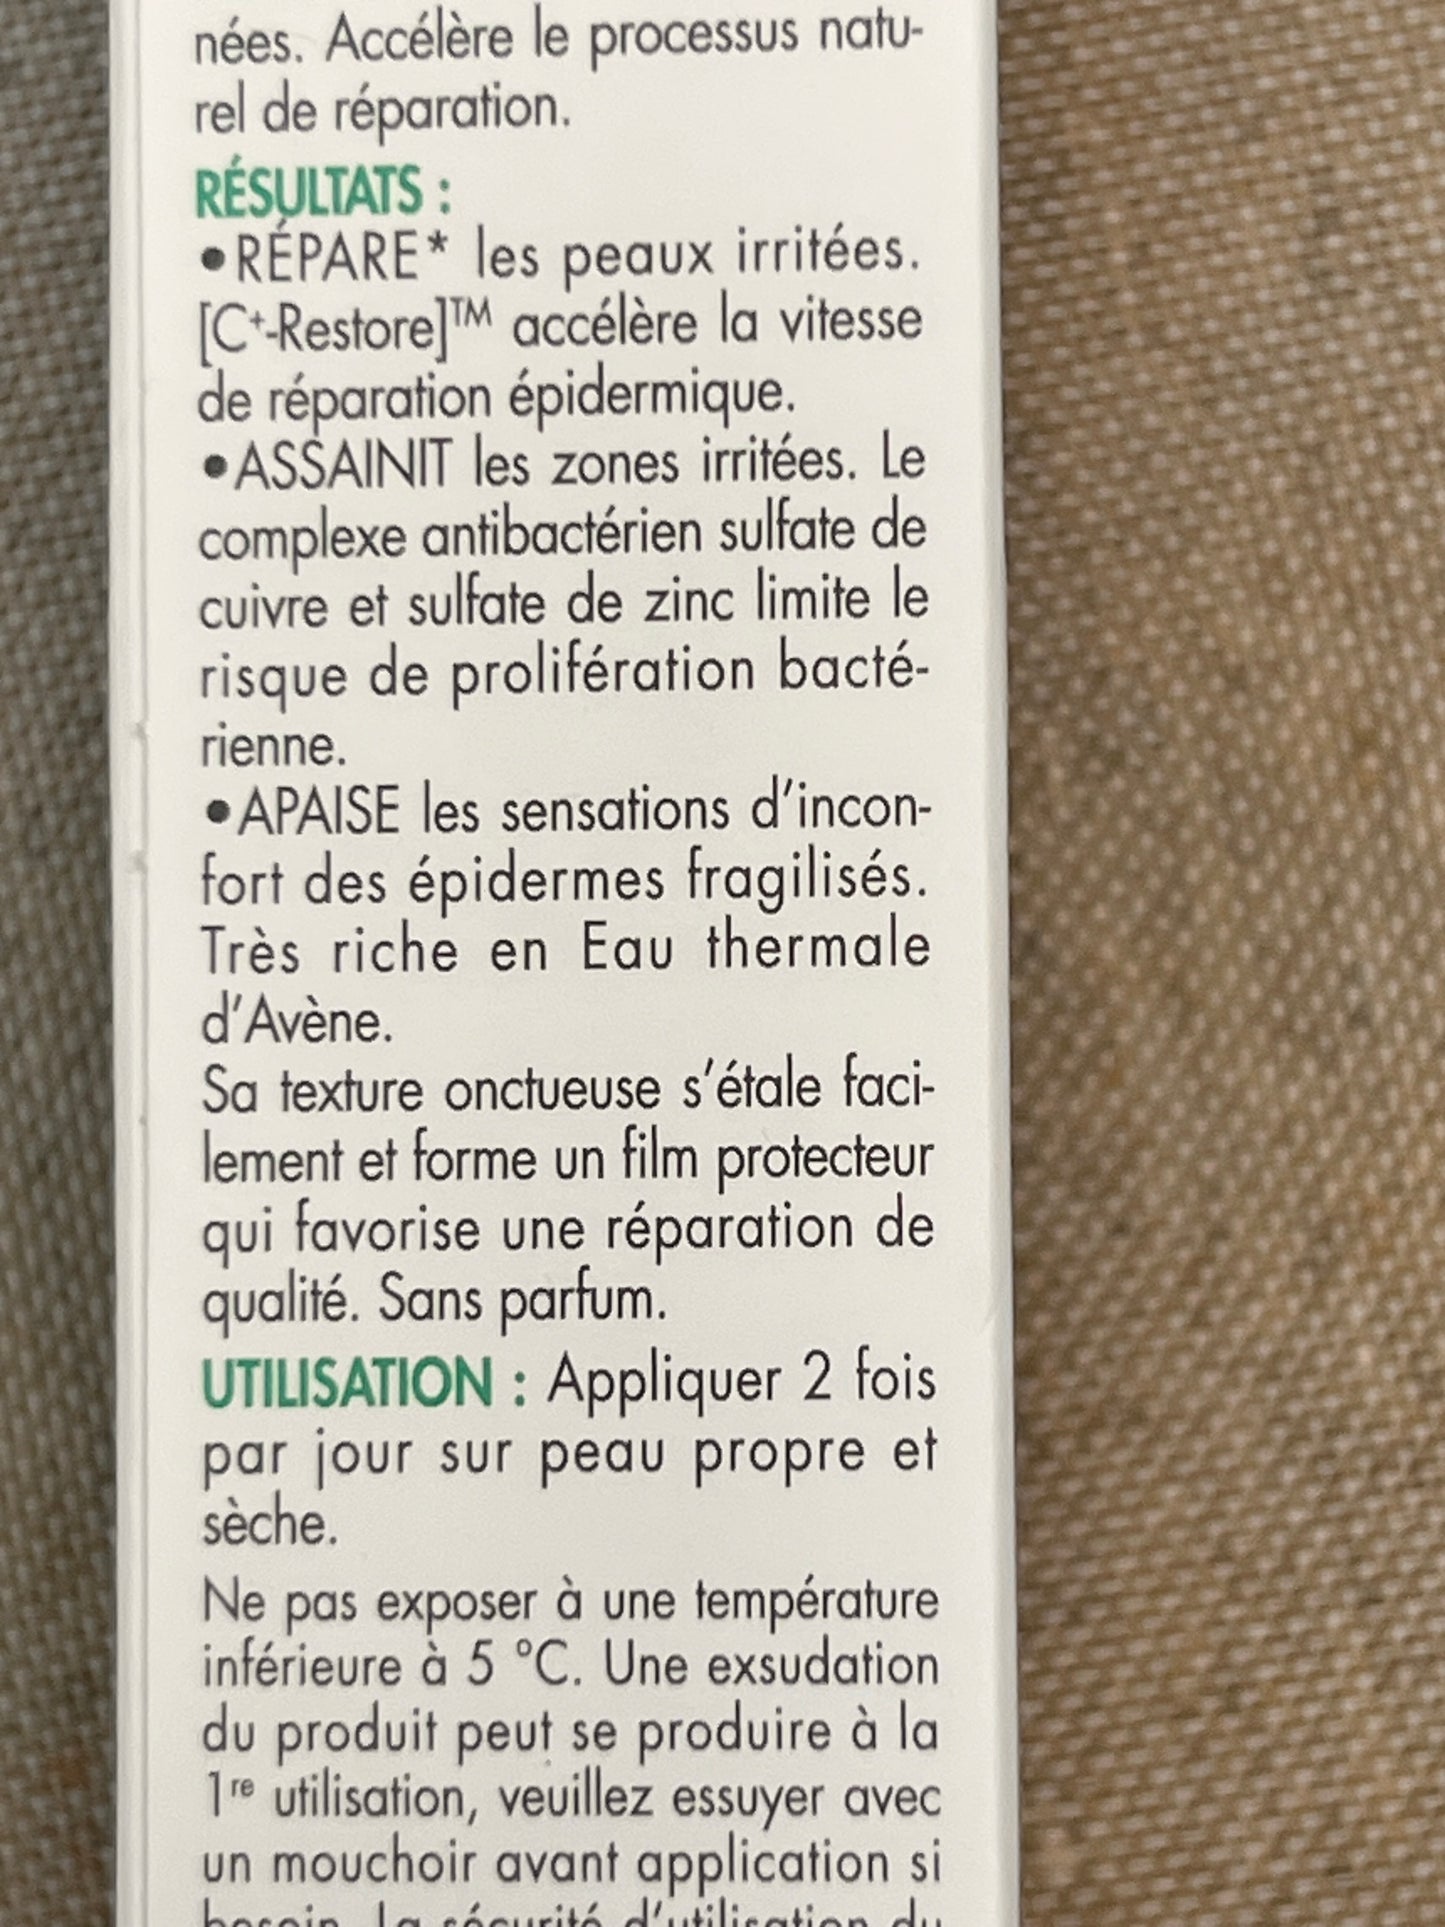 nées. Accélère le processus natu-
rel de réparation.
RÉSULTATS :
•RÉPARE* les peaux irritées.
[C⁺-Restore]™ accélère la vitesse
de réparation épidermique.
•ASSAINIT les zones irritées. Le
complexe antibactérien sulfate de
cuivre et sulfate de zinc limite le
risque de prolifération bacté-
rienne.
•APAISE les sensations d’incon-
fort des épidermes fragilisés.
Très riche en Eau thermale
d’Avène.
Sa texture onctueuse s’étale faci-
lement et forme un film protecteur
qui favorise une réparation de
qualité. Sans parfum.
UTILISATION : Appliquer 2 fois
par jour sur peau propre et
sèche.
Ne pas exposer à une température
inférieure à 5 °C. Une exsudation
du produit peut se produire à la
1re utilisation, veuillez essuyer avec
un mouchoir avant application si
besoin. La sécurité d’utilisation du